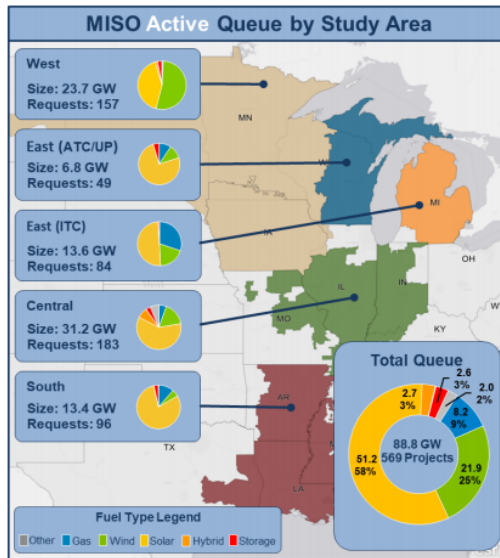 MISO Active Queue by Study Area
West
Size: 23.7 GW
Requests: 157
East (ATC/UP)
Size: 6.8 GW
Requests: 49
East (ITC)
Size: 13.6 GW
Requests: 84
Central
Size: 31.2 GW
Requests: 183
South
Size: 13.4 GW
Requests: 96
MN
IA
MI
OH
IL
IN
MO
KY
AR
TX
LA
Total Queue
2.7
3%
2.6
3%
2.0
2%
8.2
9%
51.2
58%
88.8 GW
569 Projects
21.9
25%
Fuel Type Legend
Other Gas Wind Solar Hybrid Storage